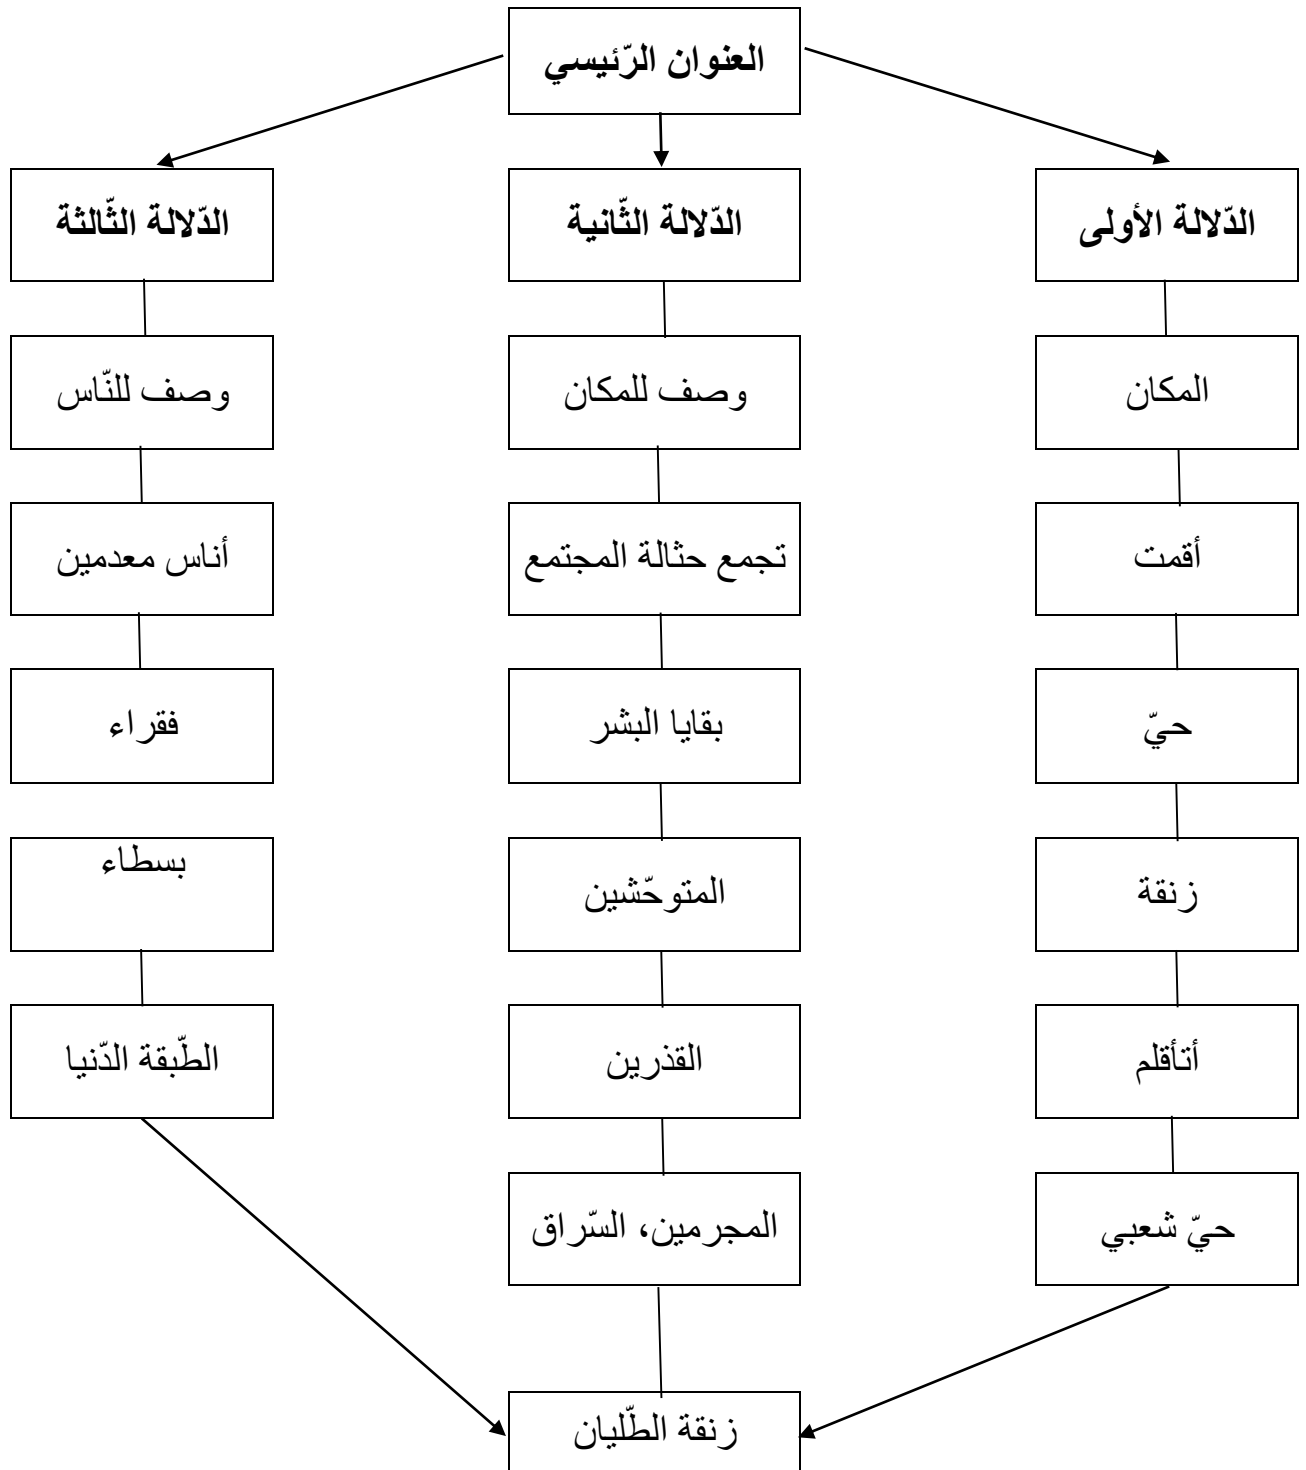 العنوان الرّئيسي
الدّلالة الأولى
الدّلالة الثّانية
الدّلالة الثّالثة
المكان
وصف للمكان
وصف للنّاس
أقمت
تجمع حثالة المجتمع
أناس معدمين
حيّ
بقايا البشر
فقراء
زنقة
المتوحّشين
بسطاء
أتأقلم
القذرين
الطّبقة الدّنيا
حيّ شعبي
المجرمين، السّراق
زنقة الطّليان